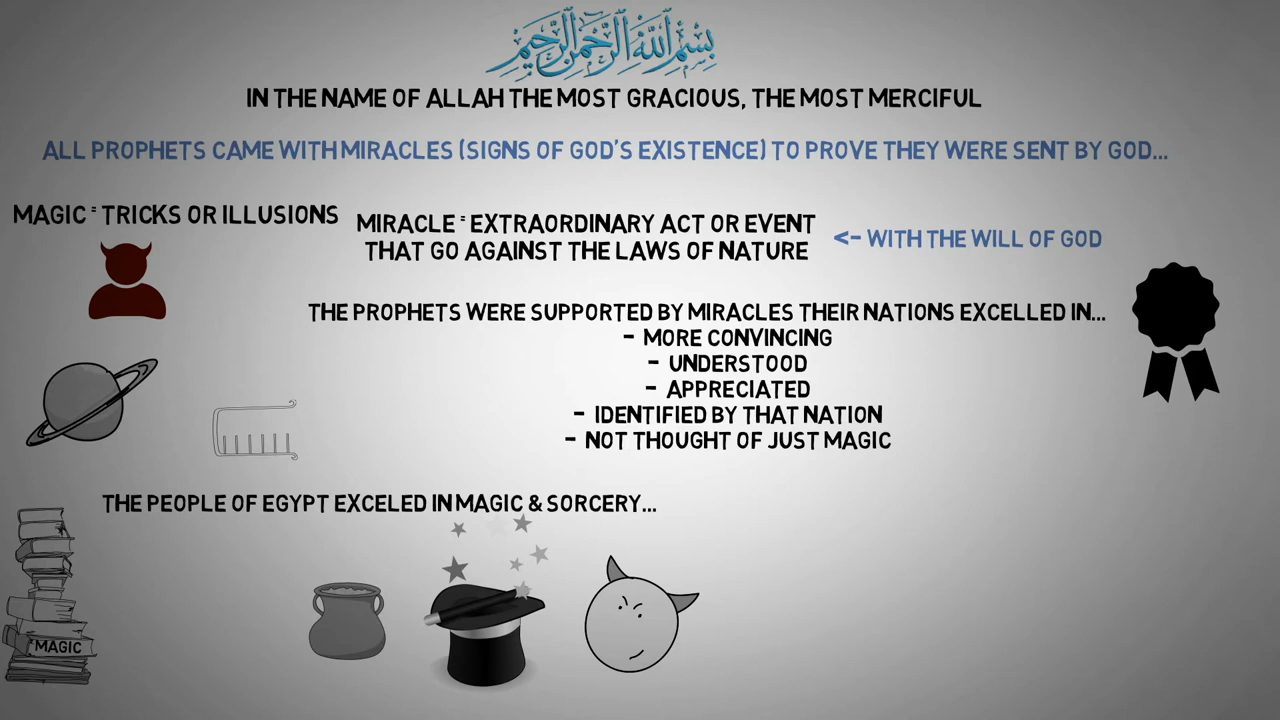 بِسْمِ اللَّهِ الرَّحْمَنِ الرَّحِيمِ
IN THE NAME OF ALLAH THE MOST GRACIOUS, THE MOST MERCIFUL
ALL PROPHETS CAME WITH MIRACLES (SIGNS OF GOD'S EXISTENCE) TO PROVE THEY WERE SENT BY GOD...
MAGIC = TRICKS OR ILLUSIONS
MIRACLE = EXTRAORDINARY ACT OR EVENT
THAT GO AGAINST THE LAWS OF NATURE
<- WITH THE WILL OF GOD
THE PROPHETS WERE SUPPORTED BY MIRACLES THEIR NATIONS EXCELLED IN...
- MORE CONVINCING
- UNDERSTOOD
- APPRECIATED
- IDENTIFIED BY THAT NATION
- NOT THOUGHT OF JUST MAGIC
THE PEOPLE OF EGYPT EXCELED IN MAGIC & SORCERY...
MAGIC